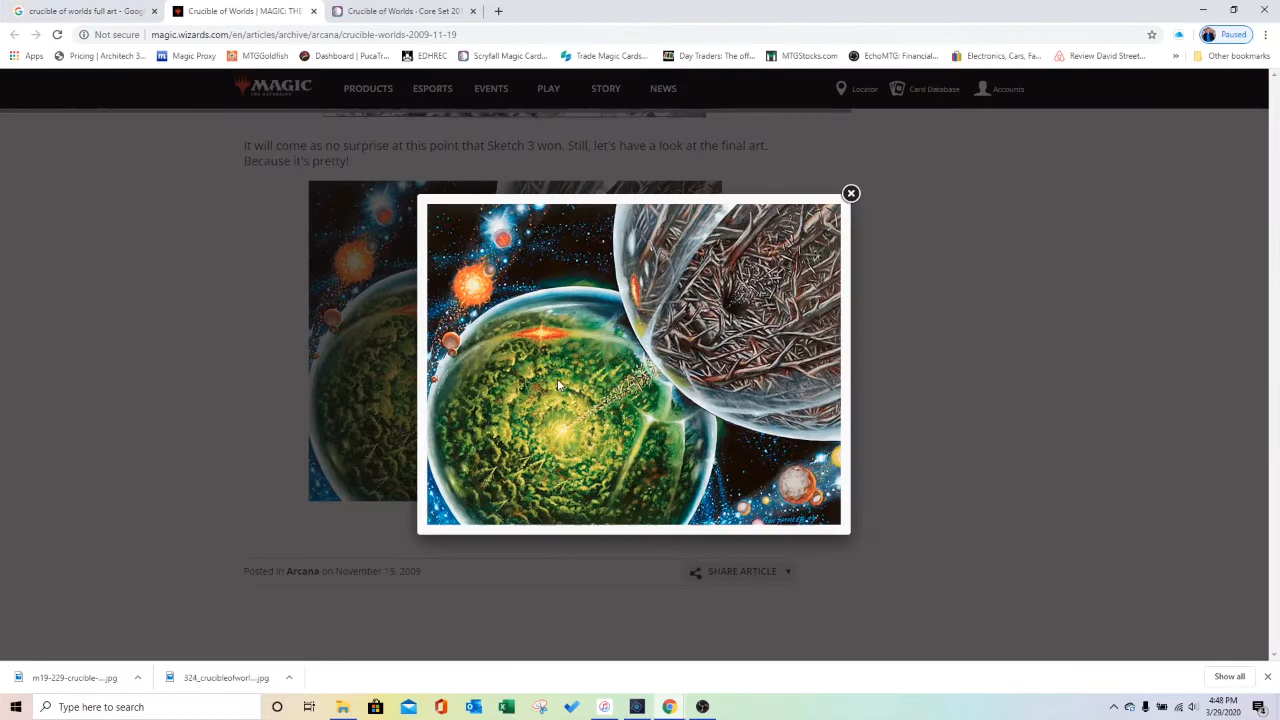 crucible of worlds full art - Goog
Crucible of Worlds | MAGIC: THE
Crucible of Worlds - Core Set 201
Not secure | magic.wizards.com/en/articles/archive/arcana/crucible-worlds-2009-11-19
Paused
Apps
Pricing | Architech 3...
Magic Proxy
MTGGoldfish
Dashboard | PucaTr...
EDHREC
Scryfall Magic Card...
Trade Magic Cards...
Day Traders: The off...
MTGStocks.com
EchoMTG: Financial...
Electronics, Cars, Fa...
Review David Street...
»
Other bookmarks
MAGIC
THE GATHERING
PRODUCTS
ESPORTS
EVENTS
PLAY
STORY
NEWS
Locator
Card Database
Accounts
It will come as no surprise at this point that Sketch 3 won. Still, let's have a look at the final art.
Because it's pretty!
Posted in Arcana on November 19, 2009
SHARE ARTICLE
m19-229-crucible-....jpg
324_crucibleofworl....jpg
Show all
Type here to search
4:48 PM
3/29/2020